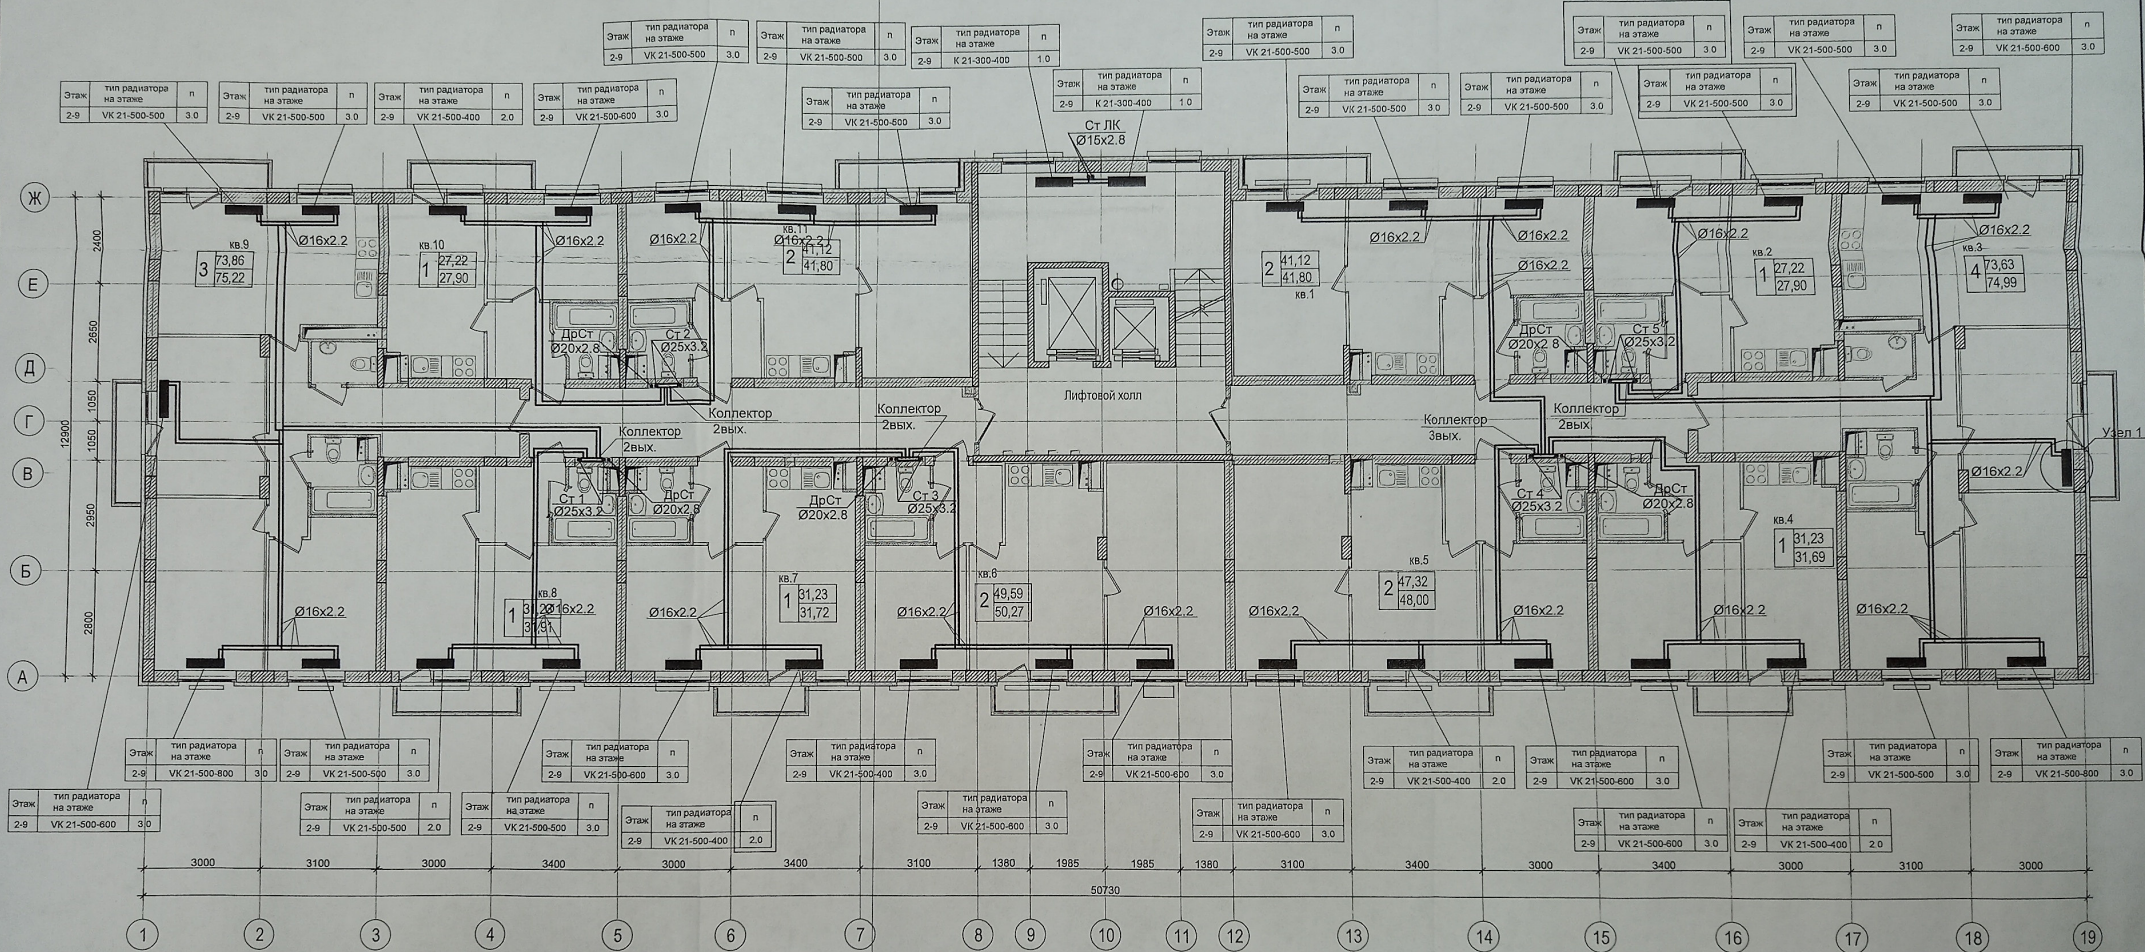 Этаж тип радиатора на этаже n
2-9 VK 21-500-500 3.0
Этаж тип радиатора на этаже n
2-9 VK 21-500-500 3.0
Этаж тип радиатора на этаже n
2-9 K 21-300-400 1.0
Этаж тип радиатора на этаже n
2-9 VK 21-500-500 3.0
Этаж тип радиатора на этаже n
2-9 VK 21-500-500 3.0
Этаж тип радиатора на этаже n
2-9 VK 21-500-500 3.0
Этаж тип радиатора на этаже n
2-9 VK 21-500-600 3.0
Этаж тип радиатора на этаже n
2-9 VK 21-500-500 3.0
Этаж тип радиатора на этаже n
2-9 VK 21-500-500 3.0
Этаж тип радиатора на этаже n
2-9 VK 21-500-400 2.0
Этаж тип радиатора на этаже n
2-9 VK 21-500-600 3.0
Этаж тип радиатора на этаже n
2-9 VK 21-500-500 3.0
Этаж тип радиатора на этаже n
2-9 K 21-300-400 1.0
Этаж тип радиатора на этаже n
2-9 VK 21-500-500 3.0
Этаж тип радиатора на этаже n
2-9 VK 21-500-500 3.0
Этаж тип радиатора на этаже n
2-9 VK 21-500-500 3.0
Этаж тип радиатора на этаже n
2-9 VK 21-500-500 3.0
Ст ЛК
Ø15x2.8
Ж
Е
Д
Г
В
Б
А
2400
2650
1050
1050
2950
2800
12900
кв.9
3 73,86
75,22
Ø16x2.2
кв.10
1 27,22
27,90
Ø16x2.2
Ø16x2.2
кв.11
Ø16x2.2
2 41,12
41,80
2 41,12
41,80
кв.1
Ø16x2.2
Ø16x2.2
Ø16x2.2
Ø16x2.2
кв.2
1 27,22
27,90
Ø16x2.2
кв.3
4 73,63
74,99
ДрСт
Ø20x2.8
Ст 2
Ø25x3.2
ДрСт
Ø20x2.8
Ст 5
Ø25x3.2
Лифтовой холл
Коллектор
2вых.
Коллектор
2вых.
Коллектор
2вых.
Коллектор
3вых.
Коллектор
2вых.
Узел 1
Ст 1
Ø25x3.2
ДрСт
Ø20x2.8
ДрСт
Ø20x2.8
Ст 3
Ø25x3.2
Ст 4
Ø25x3.2
ДрСт
Ø20x2.8
Ø16x2.2
кв.4
1 31,23
31,69
кв.8
1 31,23
31,91
Ø16x2.2
Ø16x2.2
Ø16x2.2
кв.7
1 31,23
31,72
кв.6
2 49,59
50,27
Ø16x2.2
Ø16x2.2
кв.5
2 47,32
48,00
Ø16x2.2
Ø16x2.2
Ø16x2.2
Этаж тип радиатора на этаже n
2-9 VK 21-500-800 3.0
Этаж тип радиатора на этаже n
2-9 VK 21-500-500 3.0
Этаж тип радиатора на этаже n
2-9 VK 21-500-600 3.0
Этаж тип радиатора на этаже n
2-9 VK 21-500-400 3.0
Этаж тип радиатора на этаже n
2-9 VK 21-500-600 3.0
Этаж тип радиатора на этаже n
2-9 VK 21-500-400 2.0
Этаж тип радиатора на этаже n
2-9 VK 21-500-600 3.0
Этаж тип радиатора на этаже n
2-9 VK 21-500-500 3.0
Этаж тип радиатора на этаже n
2-9 VK 21-500-800 3.0
Этаж тип радиатора на этаже n
2-9 VK 21-500-600 3.0
Этаж тип радиатора на этаже n
2-9 VK 21-500-500 2.0
Этаж тип радиатора на этаже n
2-9 VK 21-500-500 3.0
Этаж тип радиатора на этаже n
2-9 VK 21-500-400 2.0
Этаж тип радиатора на этаже n
2-9 VK 21-500-600 3.0
Этаж тип радиатора на этаже n
2-9 VK 21-500-600 3.0
Этаж тип радиатора на этаже n
2-9 VK 21-500-600 3.0
Этаж тип радиатора на этаже n
2-9 VK 21-500-400 2.0
3000 3100 3000 3400 3000 3400 3100 1380 1985 1985 1380 3100 3400 3000 3400 3000 3100 3000
50730
1 2 3 4 5 6 7 8 9 10 11 12 13 14 15 16 17 18 19